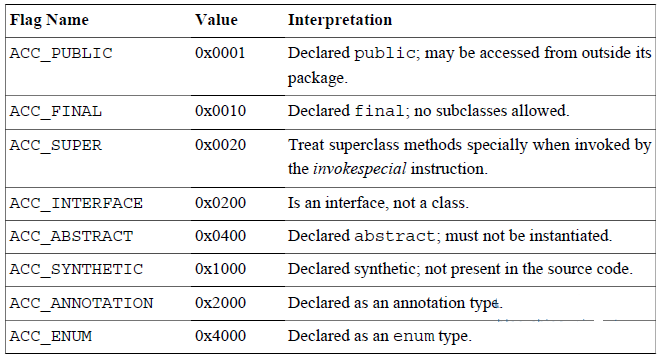 Flag Name Value Interpretation
ACC_PUBLIC 0x0001 Declared public; may be accessed from outside its
package.
ACC_FINAL 0x0010 Declared final; no subclasses allowed.
ACC_SUPER 0x0020 Treat superclass methods specially when invoked by
the invokespecial instruction.
ACC_INTERFACE 0x0200 Is an interface, not a class.
ACC_ABSTRACT 0x0400 Declared abstract; must not be instantiated.
ACC_SYNTHETIC 0x1000 Declared synthetic; not present in the source code.
ACC_ANNOTATION 0x2000 Declared as an annotation type.
ACC_ENUM 0x4000 Declared as an enum type.